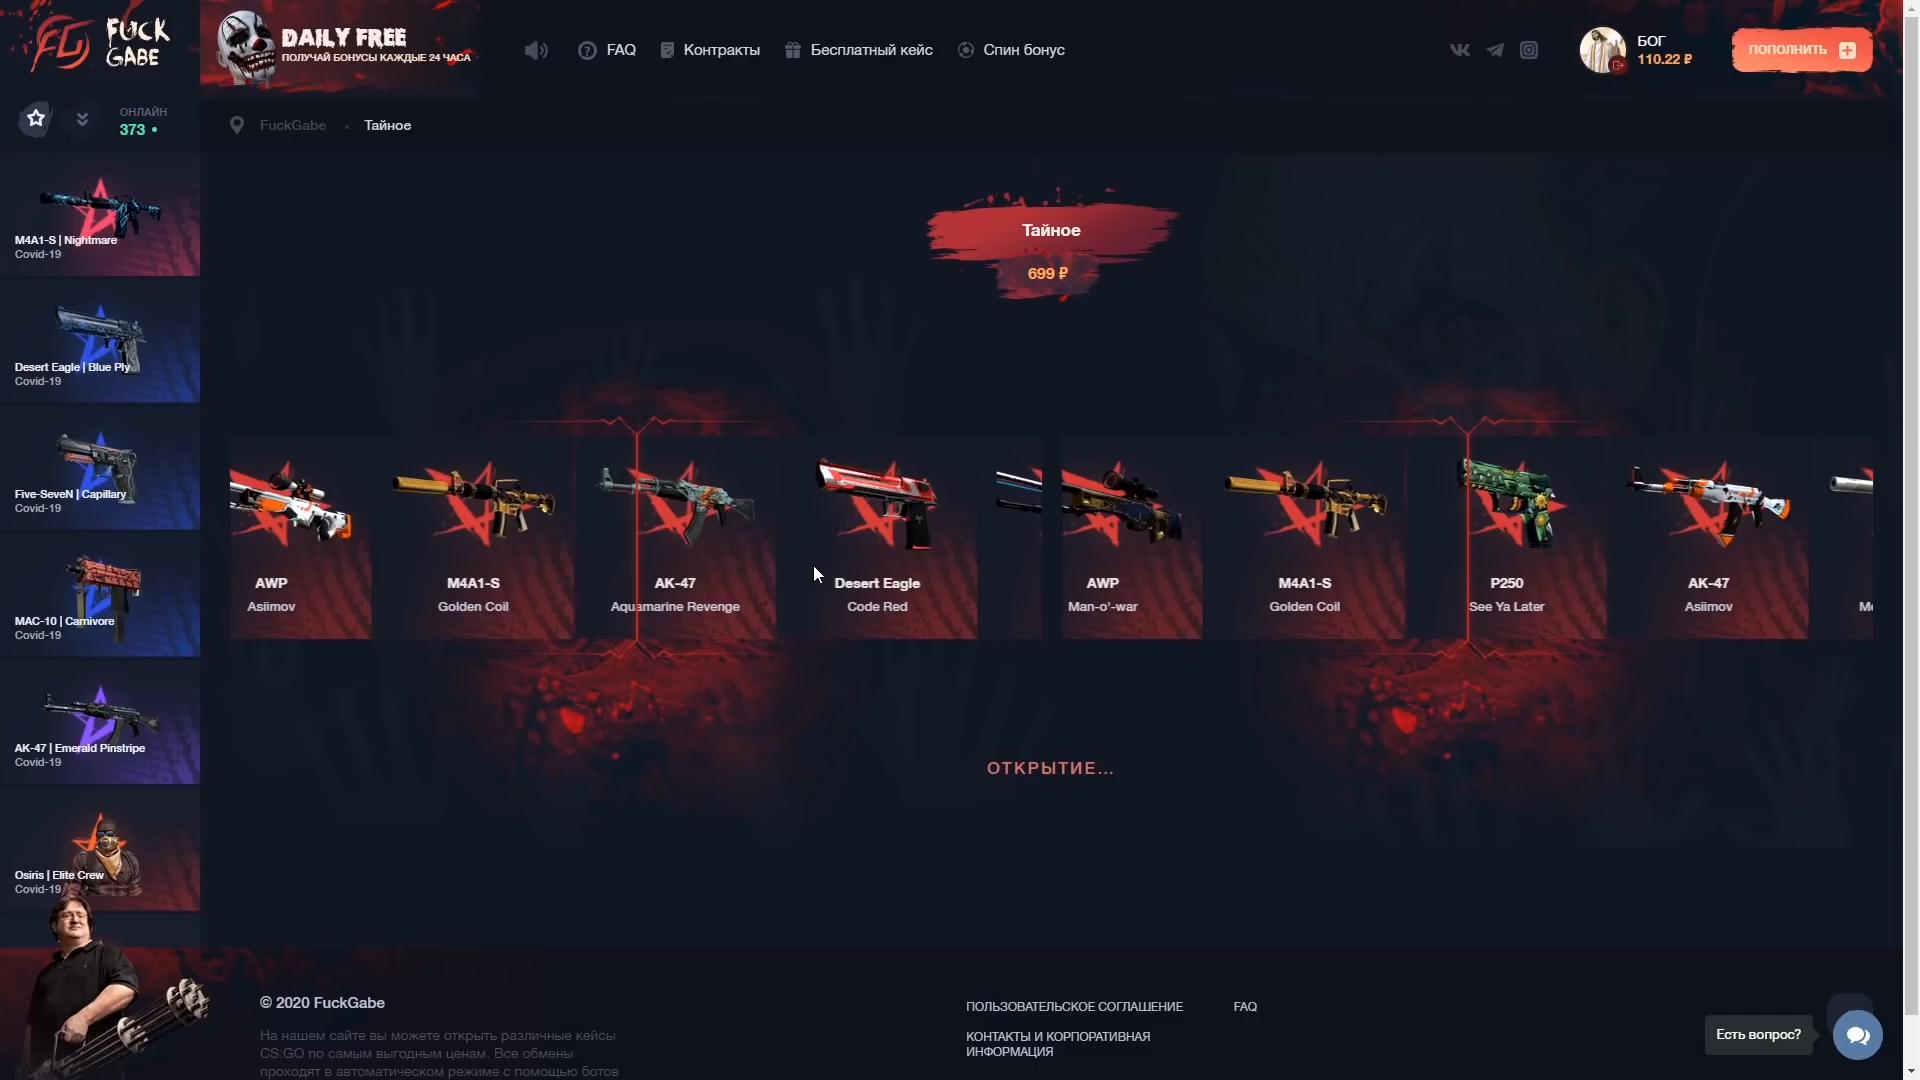 FUCK
GABE
DAILY FREE
ПОЛУЧАЙ БОНУСЫ КАЖДЫЕ 24 ЧАСА
FAQ
Контракты
Бесплатный кейс
Спин бонус
БОГ
110.22 ₽
ПОПОЛНИТЬ
ОНЛАЙН
373
FuckGabe
Тайное
M4A1-S | Nightmare
Covid-19
Desert Eagle | Blue Ply
Covid-19
Five-SeveN | Capillary
Covid-19
MAC-10 | Carnivore
Covid-19
AK-47 | Emerald Pinstripe
Covid-19
Osiris | Elite Crew
Covid-19
Тайное
699 ₽
AWP
Asiimov
M4A1-S
Golden Coil
AK-47
Aquamarine Revenge
Desert Eagle
Code Red
AWP
Man-o'-war
M4A1-S
Golden Coil
P250
See Ya Later
AK-47
Asiimov
ОТКРЫТИЕ...
© 2020 FuckGabe
На нашем сайте вы можете открыть различные кейсы
CS:GO по самым выгодным ценам. Все обмены
проходят в автоматическом режиме с помощью ботов
ПОЛЬЗОВАТЕЛЬСКОЕ СОГЛАШЕНИЕ
FAQ
КОНТАКТЫ И КОРПОРАТИВНАЯ
ИНФОРМАЦИЯ
Есть вопрос?